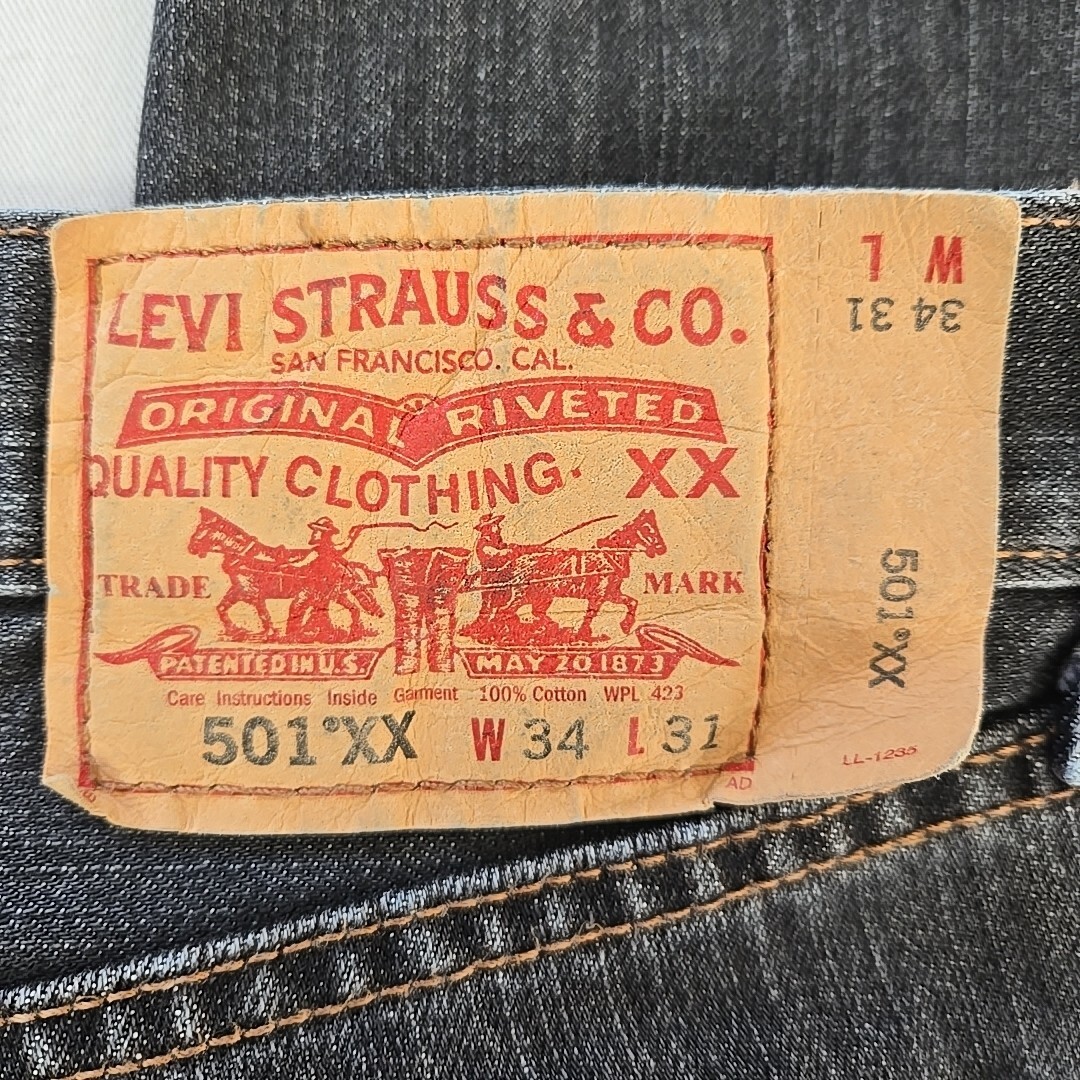 LEVI STRAUSS & CO.
SAN FRANCISCO. CAL.
ORIGINAL RIVETED
QUALITY CLOTHING. XX
TRADE MARK
PATENTED IN U.S. MAY 20 1873
Care Instructions Inside Garment 100% Cotton WPL 423
501°XX W 34 L 31
AD
W L
34 31
501°XX
LL-1235